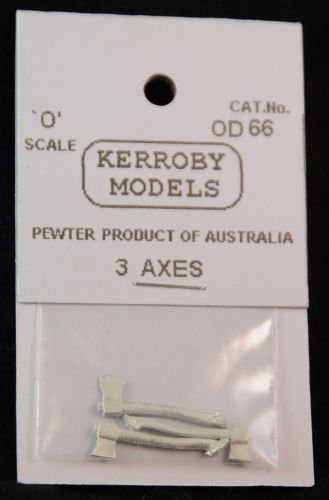 'O'
SCALE
CAT.No.
OD 66
KERROBY
MODELS
PEWTER PRODUCT OF AUSTRALIA
3 AXES